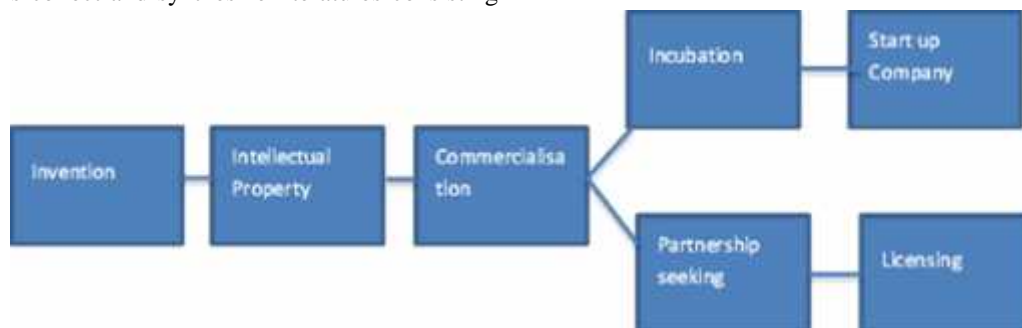 Incubation
Start up
Company
Invention
Intellectual
Property
Commercialisa
tion
Partnership
seeking
Licensing